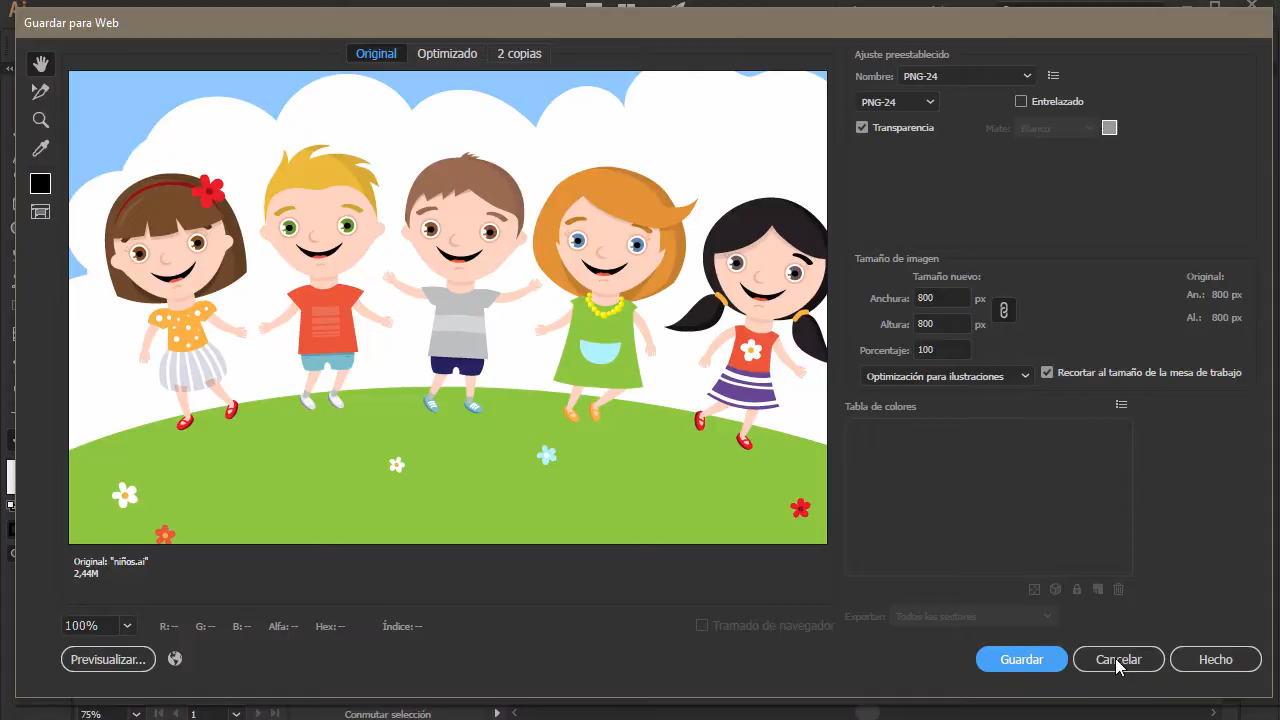 Ai
Guardar para Web
Original
Optimizado
2 copias
Ajuste preestablecido
Nombre:
PNG-24
PNG-24
Entrelazado
Transparencia
Mate:
Blanco
Tamaño de imagen
Tamaño nuevo:
Original:
Anchura:
800
px
An.:
800 px
Altura:
800
px
Al.:
800 px
Porcentaje:
100
Optimización para ilustraciones
Recortar al tamaño de la mesa de trabajo
Tabla de colores
Original: "niños.ai"
2,44M
Exportar:
Todos los sectores
100%
R: --
G: --
B: --
Alfa: --
Hex: --
Índice: --
Tramado de navegador
Previsualizar...
Guardar
Cancelar
Hecho
75%
1
Conmutar selección